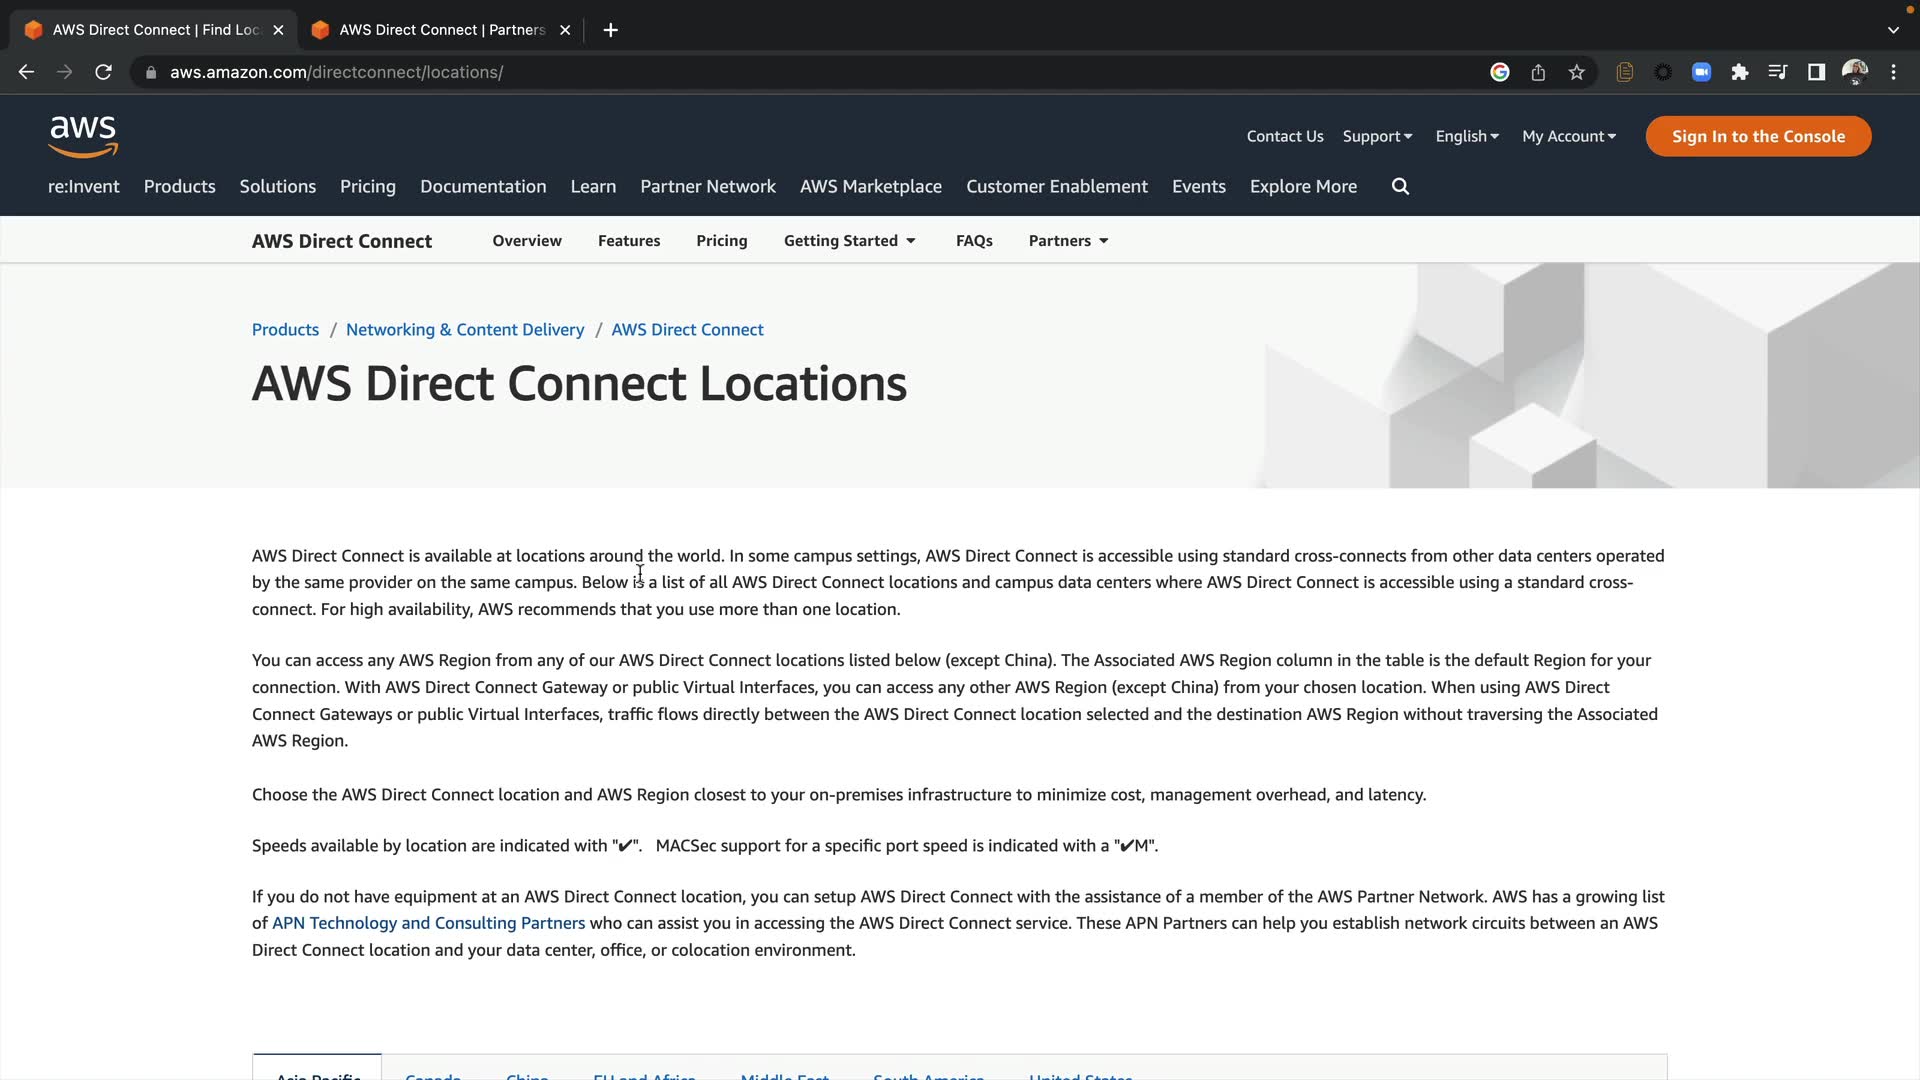 AWS Direct Connect | Find Loc
AWS Direct Connect | Partners
aws.amazon.com/directconnect/locations/
aws
Contact Us Support English My Account Sign In to the Console
re:Invent Products Solutions Pricing Documentation Learn Partner Network AWS Marketplace Customer Enablement Events Explore More
AWS Direct Connect Overview Features Pricing Getting Started FAQs Partners
Products / Networking & Content Delivery / AWS Direct Connect
AWS Direct Connect Locations
AWS Direct Connect is available at locations around the world. In some campus settings, AWS Direct Connect is accessible using standard cross-connects from other data centers operated
by the same provider on the same campus. Below is a list of all AWS Direct Connect locations and campus data centers where AWS Direct Connect is accessible using a standard cross-
connect. For high availability, AWS recommends that you use more than one location.
You can access any AWS Region from any of our AWS Direct Connect locations listed below (except China). The Associated AWS Region column in the table is the default Region for your
connection. With AWS Direct Connect Gateway or public Virtual Interfaces, you can access any other AWS Region (except China) from your chosen location. When using AWS Direct
Connect Gateways or public Virtual Interfaces, traffic flows directly between the AWS Direct Connect location selected and the destination AWS Region without traversing the Associated
AWS Region.
Choose the AWS Direct Connect location and AWS Region closest to your on-premises infrastructure to minimize cost, management overhead, and latency.
Speeds available by location are indicated with "✔". MACSec support for a specific port speed is indicated with a "✔M".
If you do not have equipment at an AWS Direct Connect location, you can setup AWS Direct Connect with the assistance of a member of the AWS Partner Network. AWS has a growing list
of APN Technology and Consulting Partners who can assist you in accessing the AWS Direct Connect service. These APN Partners can help you establish network circuits between an AWS
Direct Connect location and your data center, office, or colocation environment.
Asia Pacific Canada China EU and Africa Middle East South America United States